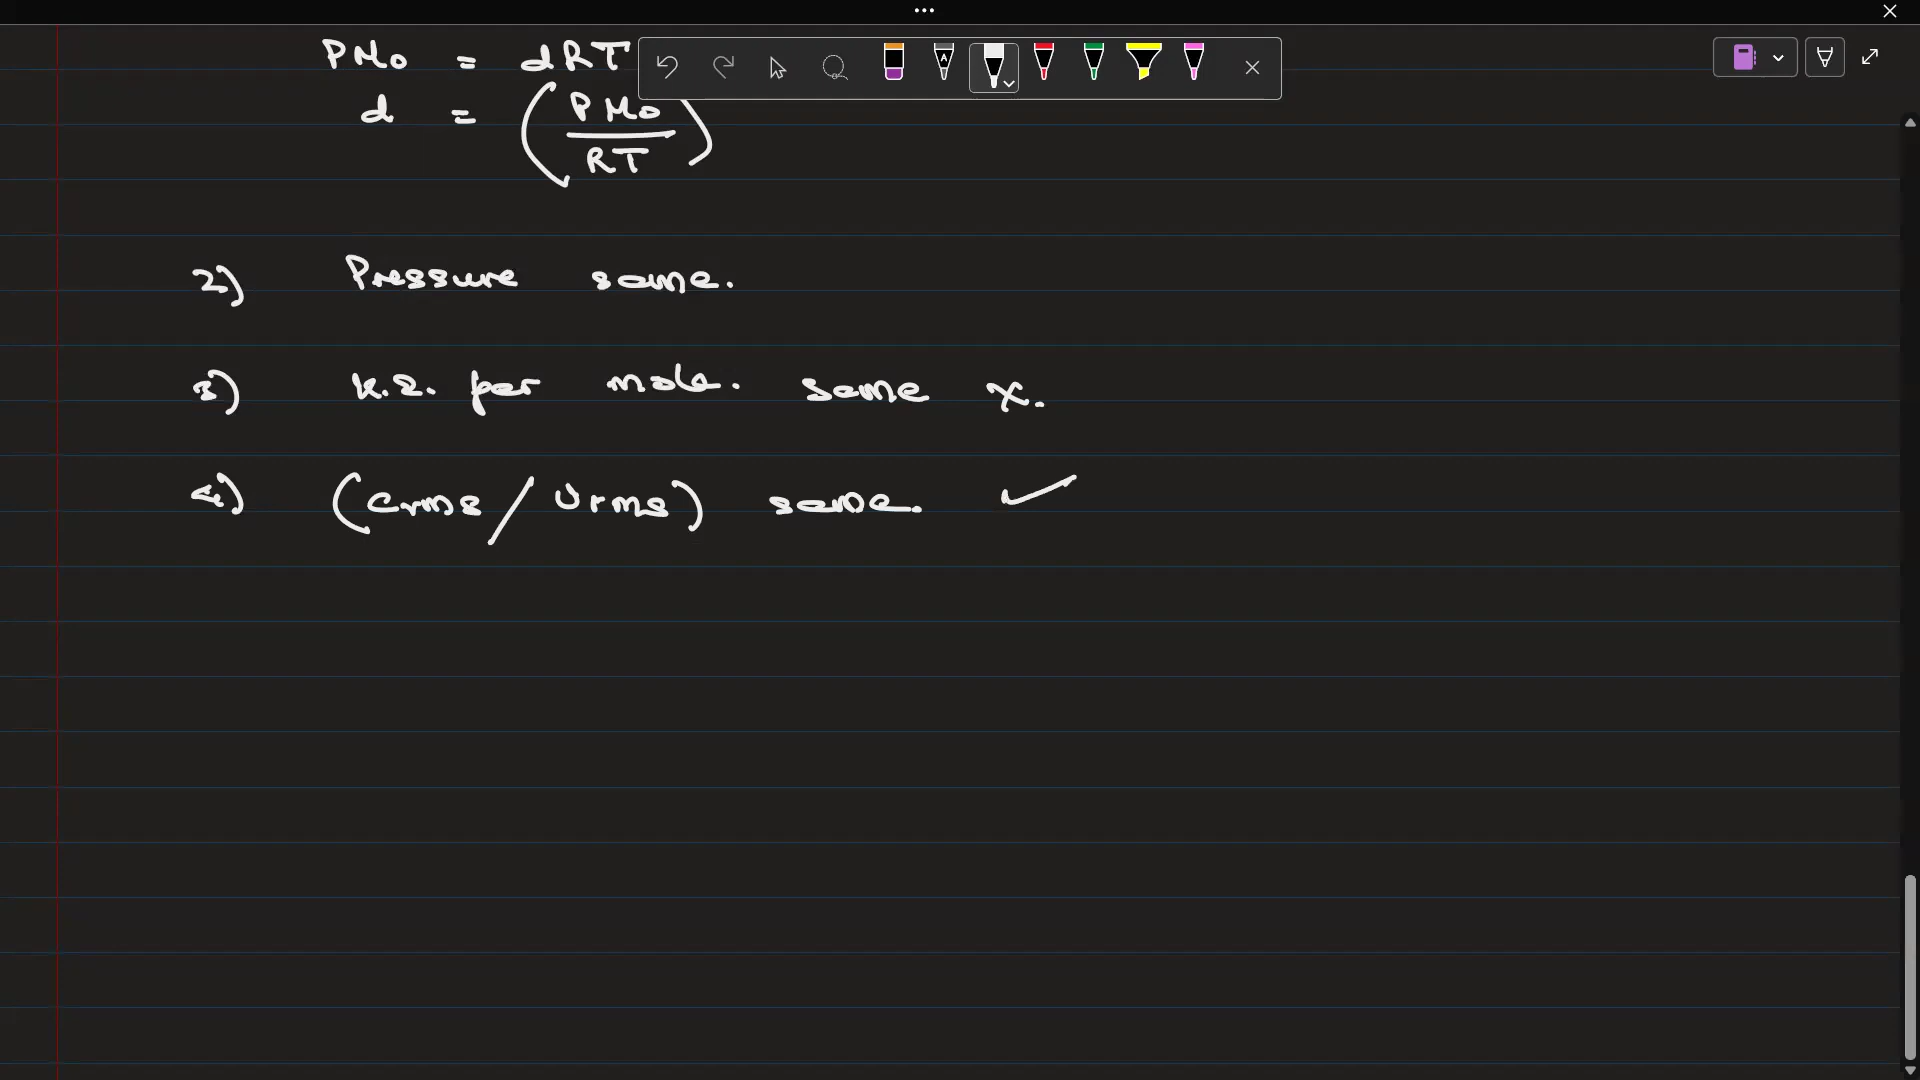 PMo = dRT
d = (PMo / RT)
2) Pressure same.
3) K.E. per mole. same x.
4) (Crms / Urms) same. ✓